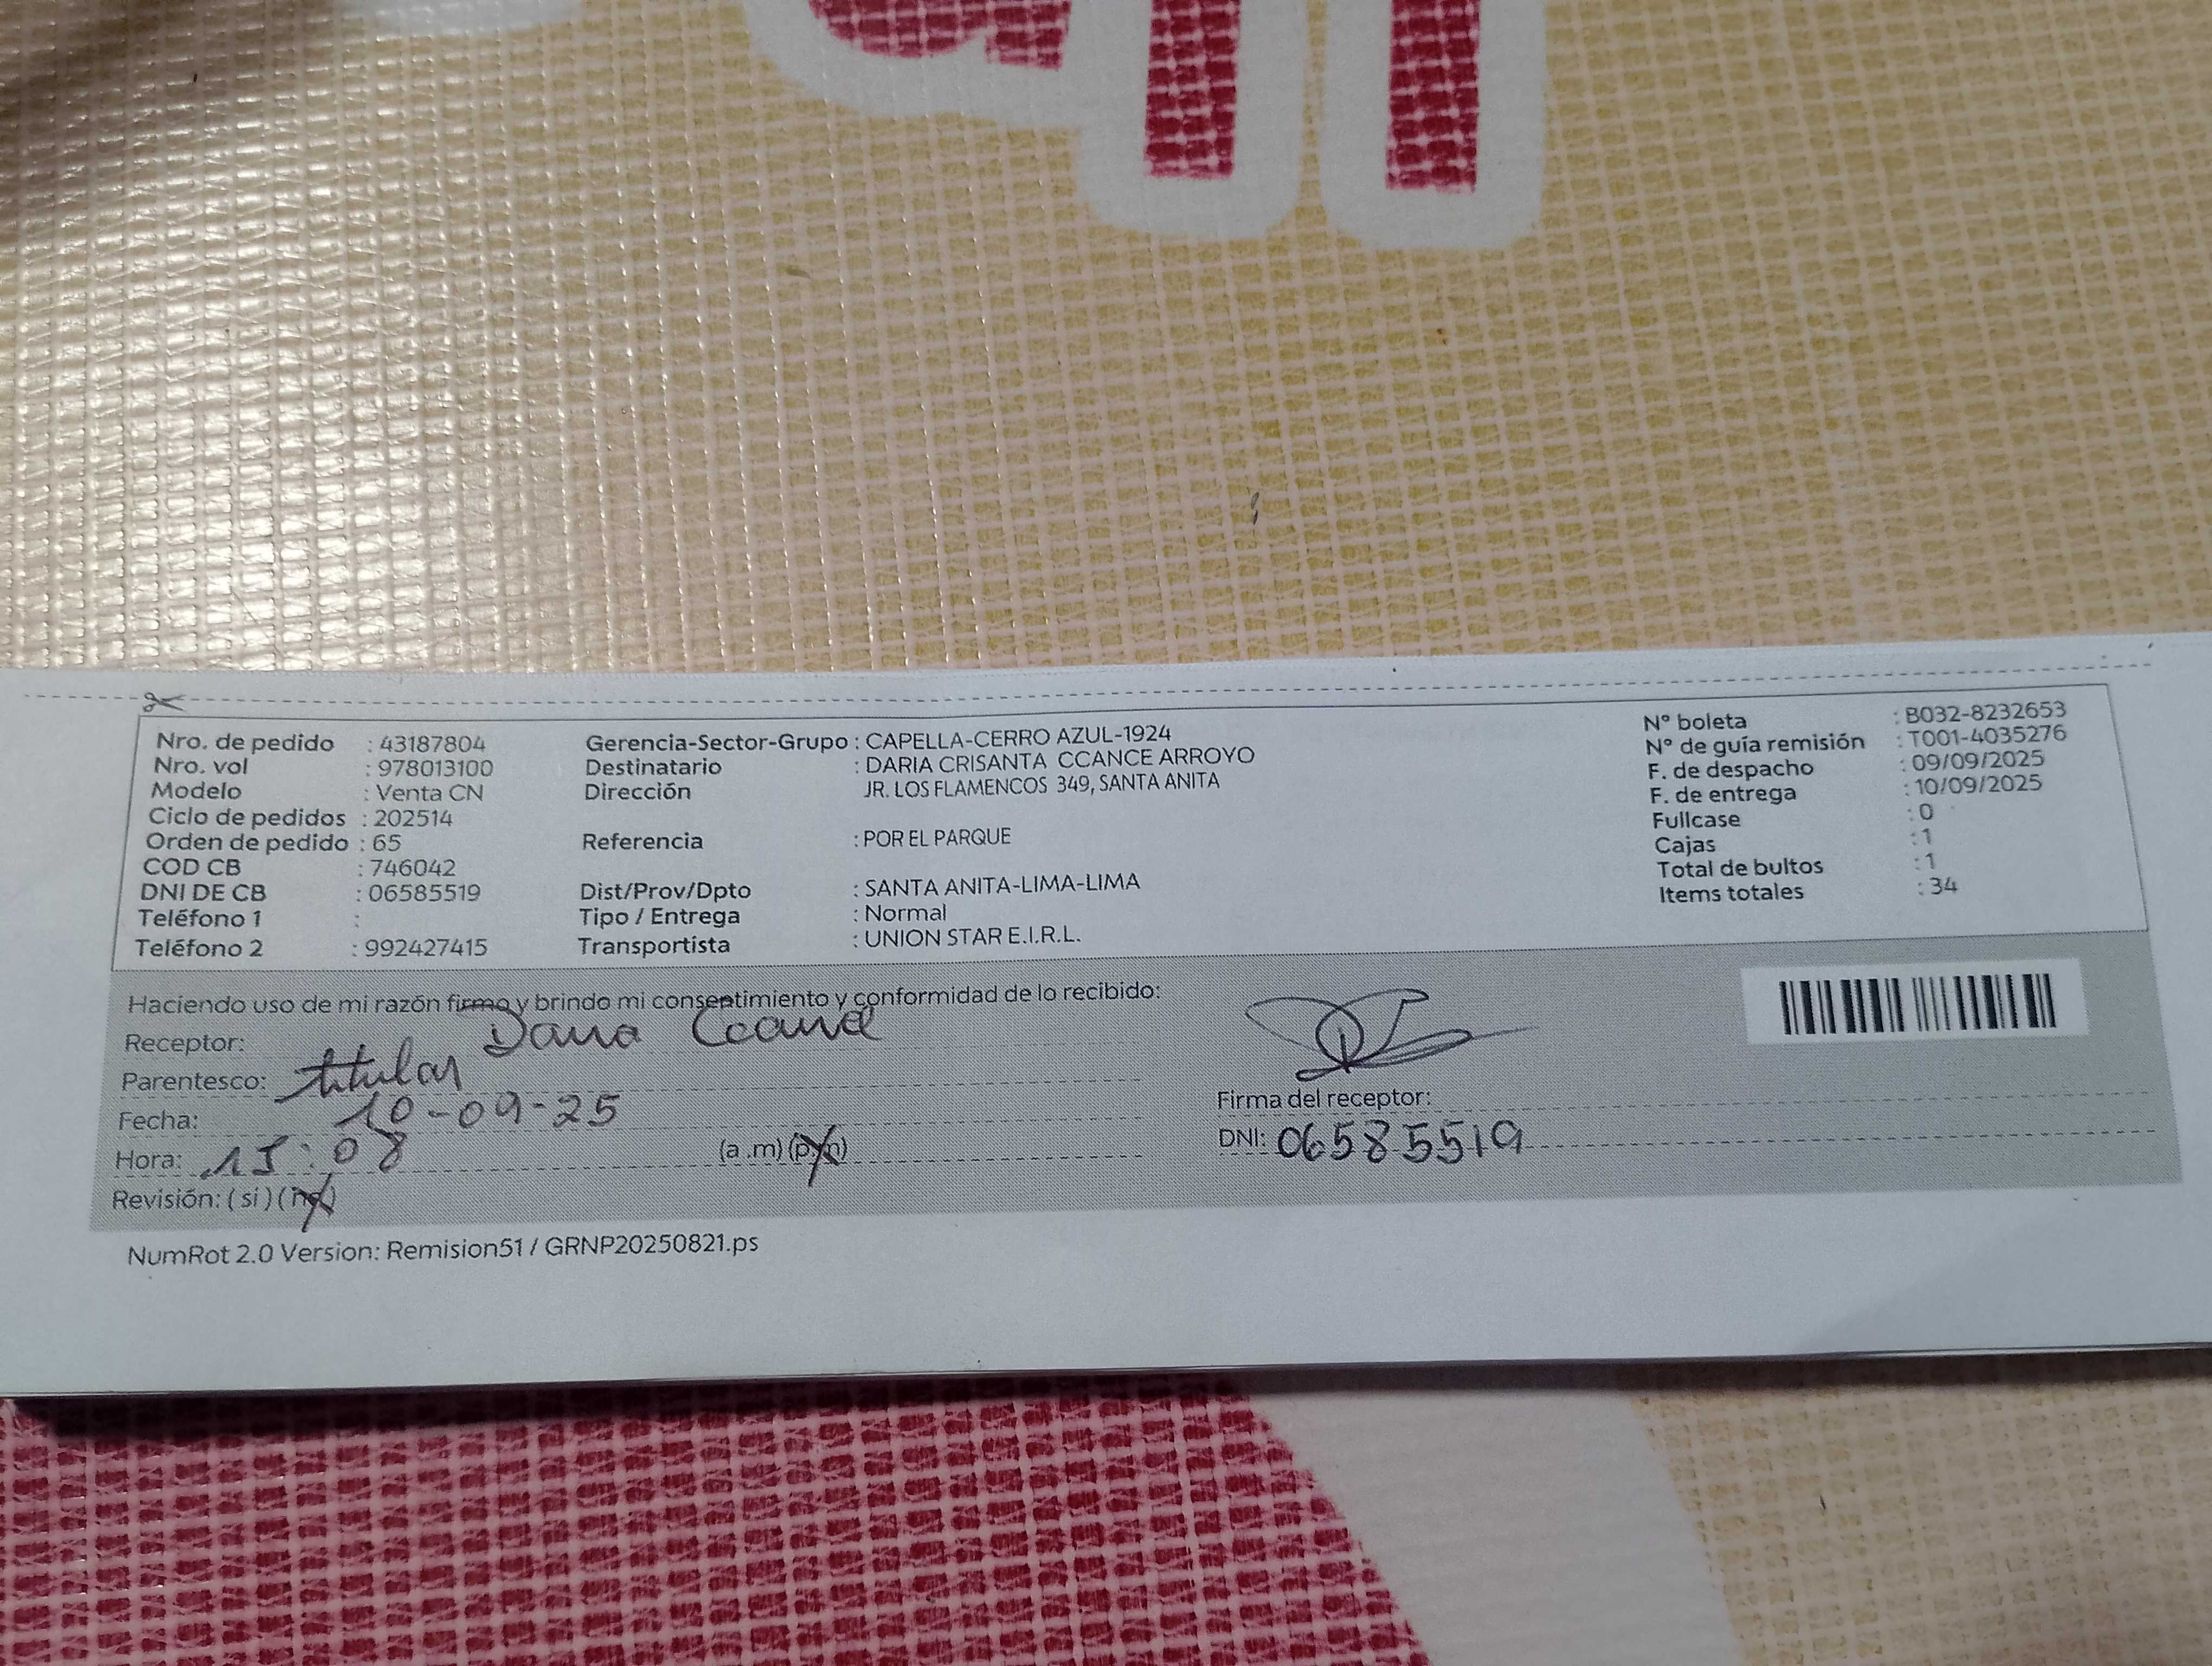 Nro. de pedido : 43187804
Nro. vol : 978013100
Modelo : Venta CN
Ciclo de pedidos : 202514
Orden de pedido : 65
COD CB : 746042
DNI DE CB : 06585519
Teléfono 1 :
Teléfono 2 : 992427415
Gerencia-Sector-Grupo : CAPELLA-CERRO AZUL-1924
Destinatario : DARIA CRISANTA CCANCE ARROYO
Dirección JR. LOS FLAMENCOS 349, SANTA ANITA
Referencia : POR EL PARQUE
Dist/Prov/Dpto : SANTA ANITA-LIMA-LIMA
Tipo / Entrega : Normal
Transportista : UNION STAR E.I.R.L.
N° boleta : B032-8232653
N° de guía remisión : T001-4035276
F. de despacho : 09/09/2025
F. de entrega : 10/09/2025
Fullcase : 0
Cajas : 1
Total de bultos : 1
Items totales : 34
Haciendo uso de mi razón firmo y brindo mi consentimiento y conformidad de lo recibido:
Receptor: Daria
Parentesco: titular
Fecha: 10-09-25
Hora: 15:08 (a.m) (p.m)
Revisión: (si) (no)
Firma del receptor:
DNI: 06585519
NumRot 2.0 Version: Remision51 / GRNP20250821.ps